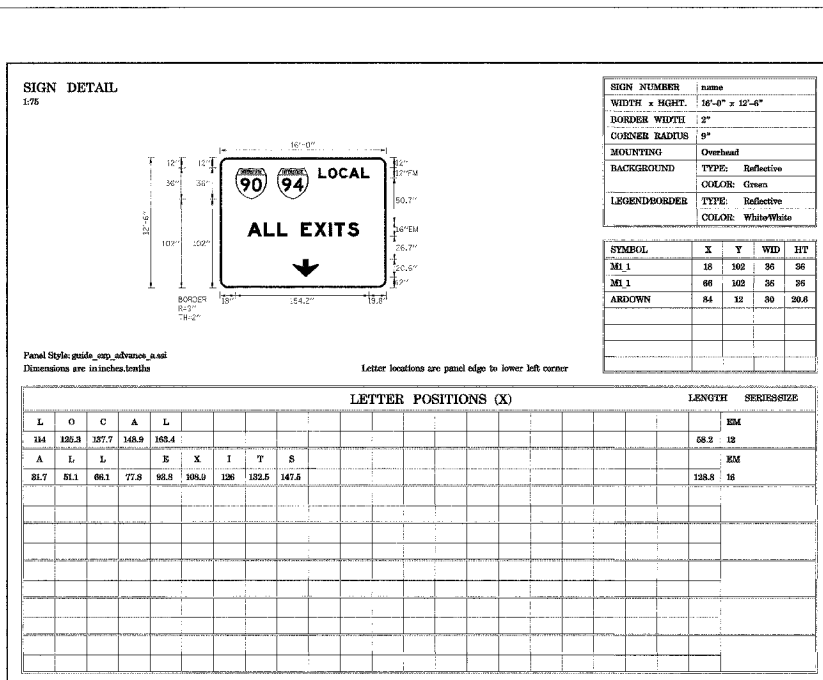 SIGN DETAIL
1:75
SIGN NUMBER name
WIDTH x HGHT. 16'-0" x 12'-6"
BORDER WIDTH 2"
CORNER RADIUS 9"
MOUNTING Overhead
BACKGROUND TYPE: Reflective
COLOR: Green
LEGEND/BORDER TYPE: Reflective
COLOR: White/White
16'-0"
12" 12" 12"
12"EM
36" 36"
90 94 LOCAL
50.7"
12'-6"
16"EM
102" 102"
ALL EXITS
26.7"
20.6"
12"
BORDER 18" 154.2" 19.8"
R=9"
TH=2"
SYMBOL X Y WID HT
M1_1 18 102 36 36
M1_1 66 102 36 36
ARDOWN 84 12 30 20.6
Panel Style: guide_exp_advance_a.ssi
Dimensions are in inches.tenths
Letter locations are panel edge to lower left corner
LETTER POSITIONS (X) LENGTH SERIES/SIZE
L O C A L EM
114 125.3 137.7 148.9 163.4 58.2 12
A L L E X I T S EM
31.7 51.1 66.1 77.8 93.8 108.9 126 132.5 147.5 128.8 16